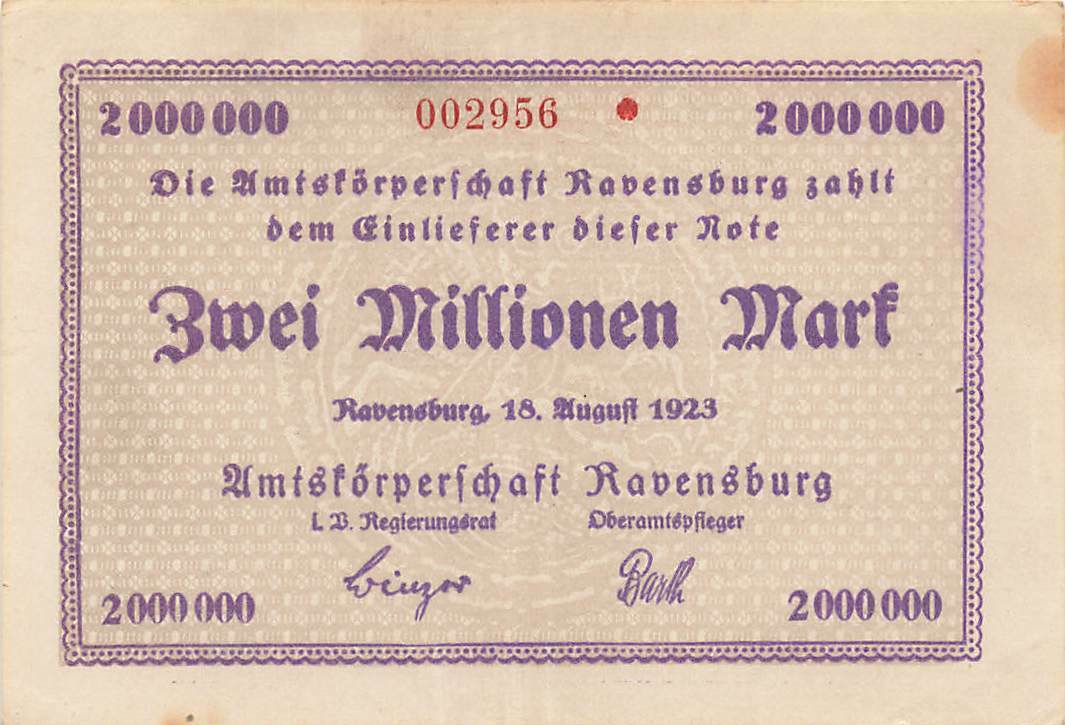 2000000 002956 2000000
Die Amtskörperschaft Ravensburg zahlt
dem Einlieferer dieser Note
Zwei Millionen Mark
Ravensburg, 18. August 1923
Amtskörperschaft Ravensburg
i. V. Regierungsrat Oberamtspfleger
Binzer Barth
2000000 2000000